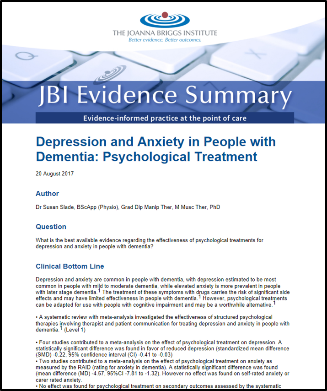 THE JOANNA BRIGGS INSTITUTE
Better evidence. Better outcomes.
JBI Evidence Summary
Evidence-informed practice at the point of care
Depression and Anxiety in People with
Dementia: Psychological Treatment
20 August 2017
Author
Dr Susan Slade, BScApp (Physio), Grad Dip Manip Ther, M Musc Ther, PhD
Question
What is the best available evidence regarding the effectiveness of psychological treatments for
depression and anxiety in people with dementia?
Clinical Bottom Line
Depression and anxiety are common in people with dementia, with depression estimated to be most
common in people with mild to moderate dementia, while elevated anxiety is more prevalent in people
with later stage dementia.1 The treatment of these symptoms with drugs carries the risk of significant side
effects and may have limited effectiveness in people with dementia.1 However, psychological treatments
can be adapted for use with people with cognitive impairment and may be a worthwhile alternative.1
• A systematic review with meta-analysis investigated the effectiveness of structured psychological
therapies involving therapist and patient communication for treating depression and anxiety in people with
dementia.1 (Level 1)
• Four studies contributed to a meta-analysis on the effect of psychological treatment on depression. A
statistically significant difference was found in favor of reduced depression (standardized mean difference
(SMD) -0.22; 95% confidence interval (CI) -0.41 to -0.03)
• Two studies contributed to a meta-analysis on the effect of psychological treatment on anxiety as
measured by the RAID (rating for anxiety in dementia). A statistically significant difference was found
(mean difference (MD) -4.57; 95%CI -7.81 to -1.32). However no effect was found on self-rated anxiety or
carer rated anxiety.
• No effect was found for psychological treatment on secondary outcomes assessed by the systematic